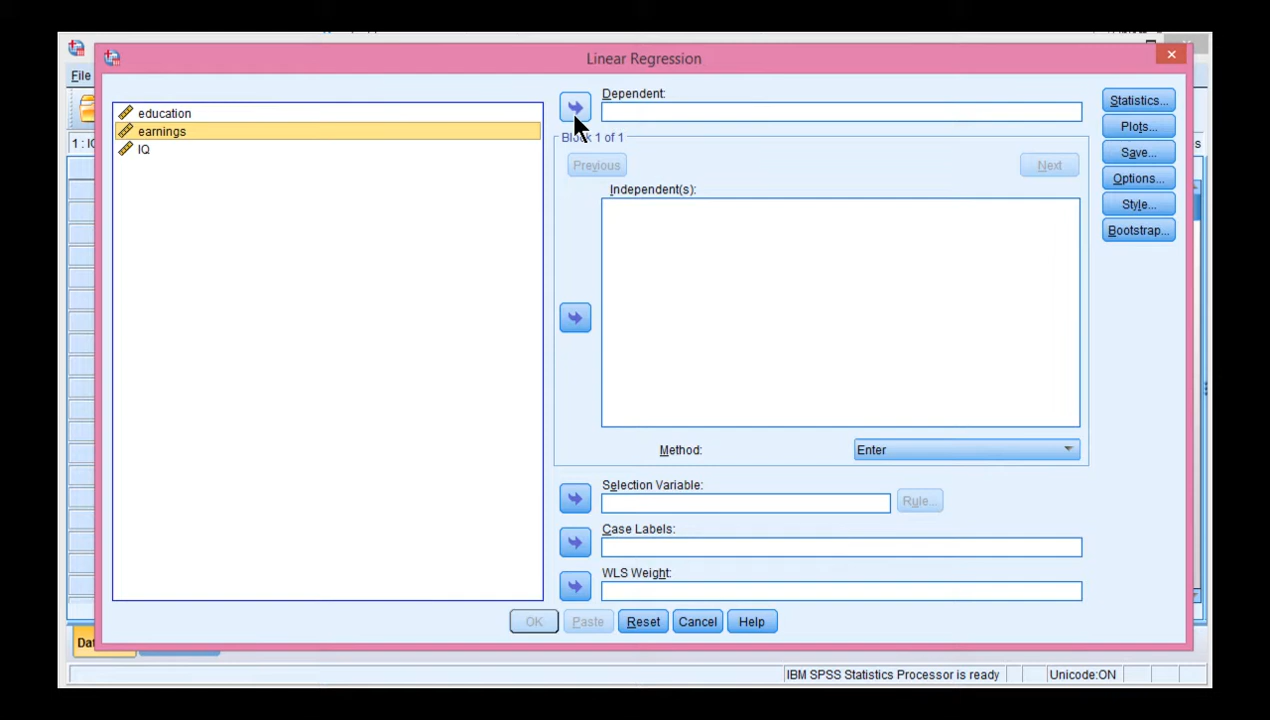 Linear Regression
File
education
earnings
IQ
1 : I
s
Dependent:
Block 1 of 1
Previous
Next
Independent(s):
Method:
Enter
Selection Variable:
Rule...
Case Labels:
WLS Weight:
Statistics...
Plots...
Save...
Options...
Style...
Bootstrap...
OK
Paste
Reset
Cancel
Help
Dat
IBM SPSS Statistics Processor is ready
Unicode:ON